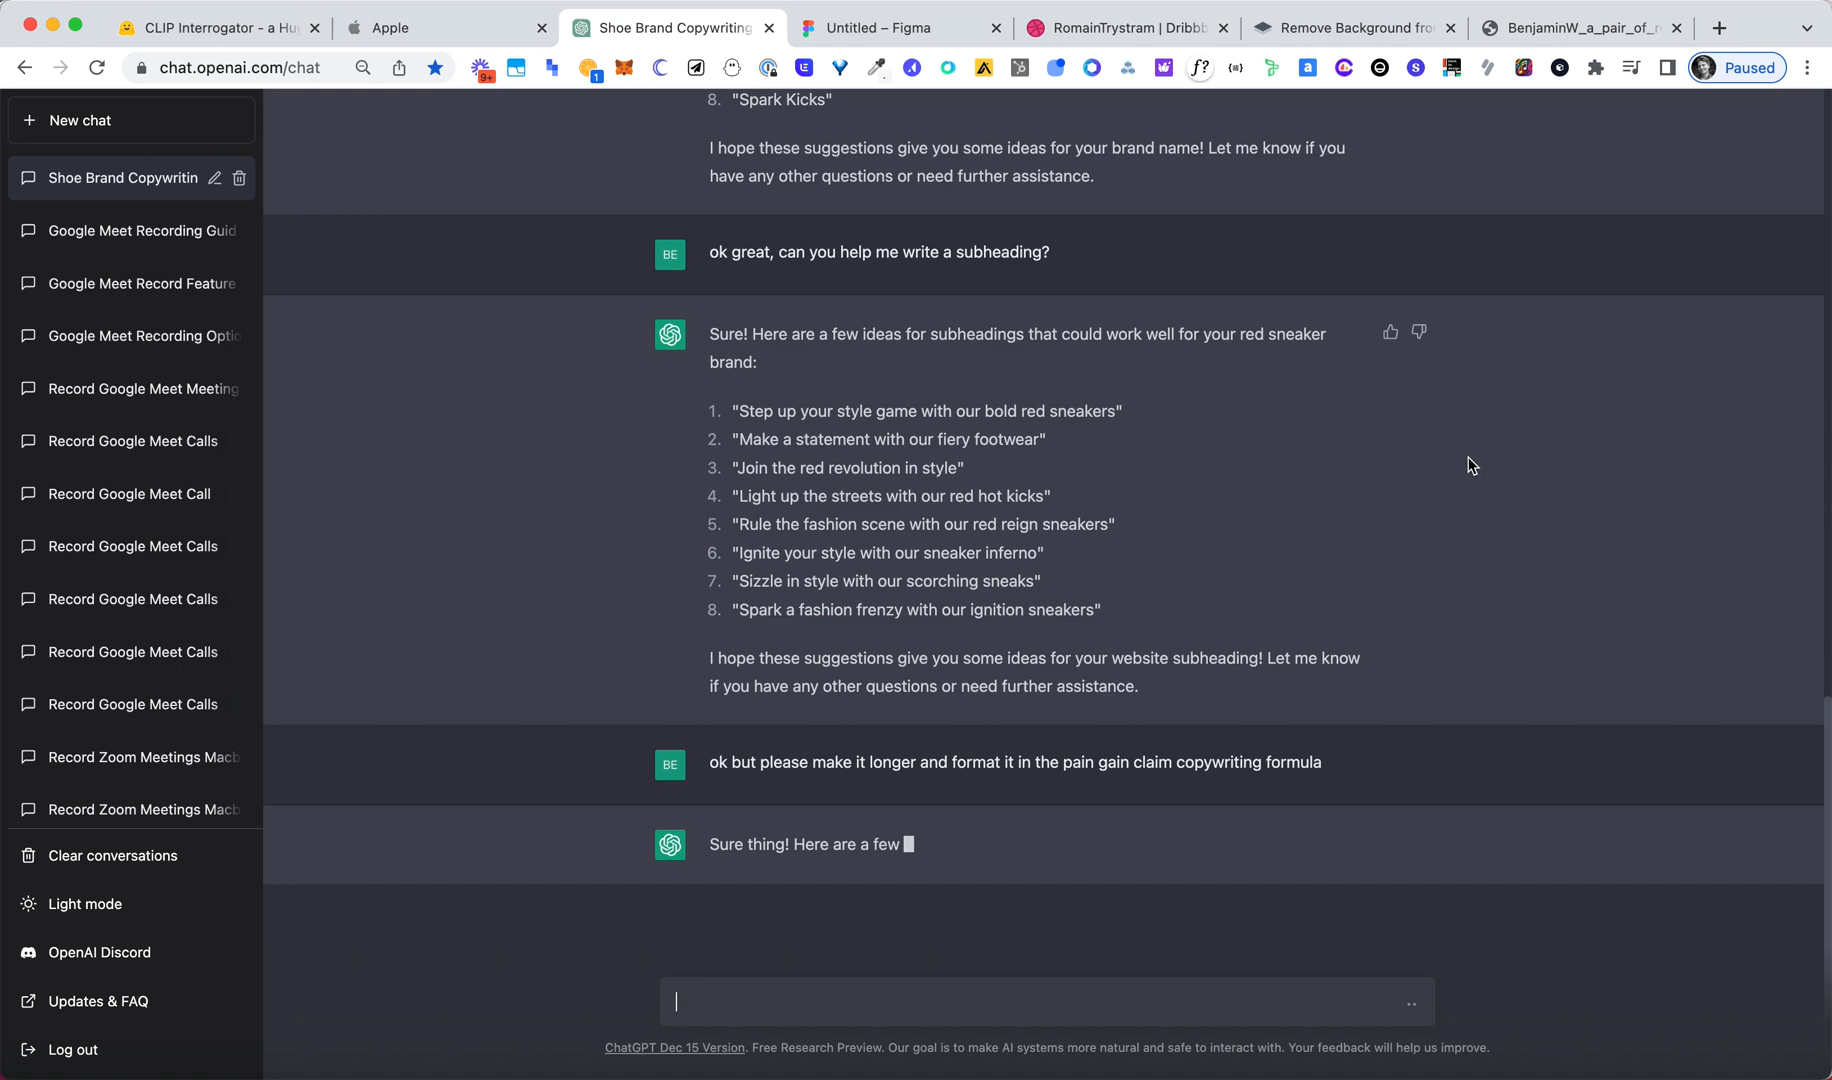 CLIP Interrogator - a Hu
Apple
Shoe Brand Copywriting
Untitled – Figma
RomainTrystram | Dribbb
Remove Background fro
BenjaminW_a_pair_of_r
chat.openai.com/chat
9+
1
f?
a
Paused
New chat
Shoe Brand Copywritin
Google Meet Recording Guid
Google Meet Record Feature
Google Meet Recording Optic
Record Google Meet Meeting
Record Google Meet Calls
Record Google Meet Call
Record Google Meet Calls
Record Google Meet Calls
Record Google Meet Calls
Record Google Meet Calls
Record Zoom Meetings Macb
Record Zoom Meetings Macb
Clear conversations
Light mode
OpenAI Discord
Updates & FAQ
Log out
8. "Spark Kicks"
I hope these suggestions give you some ideas for your brand name! Let me know if you
have any other questions or need further assistance.
BE
ok great, can you help me write a subheading?
Sure! Here are a few ideas for subheadings that could work well for your red sneaker
brand:
1. "Step up your style game with our bold red sneakers"
2. "Make a statement with our fiery footwear"
3. "Join the red revolution in style"
4. "Light up the streets with our red hot kicks"
5. "Rule the fashion scene with our red reign sneakers"
6. "Ignite your style with our sneaker inferno"
7. "Sizzle in style with our scorching sneaks"
8. "Spark a fashion frenzy with our ignition sneakers"
I hope these suggestions give you some ideas for your website subheading! Let me know
if you have any other questions or need further assistance.
BE
ok but please make it longer and format it in the pain gain claim copywriting formula
Sure thing! Here are a few
ChatGPT Dec 15 Version. Free Research Preview. Our goal is to make AI systems more natural and safe to interact with. Your feedback will help us improve.